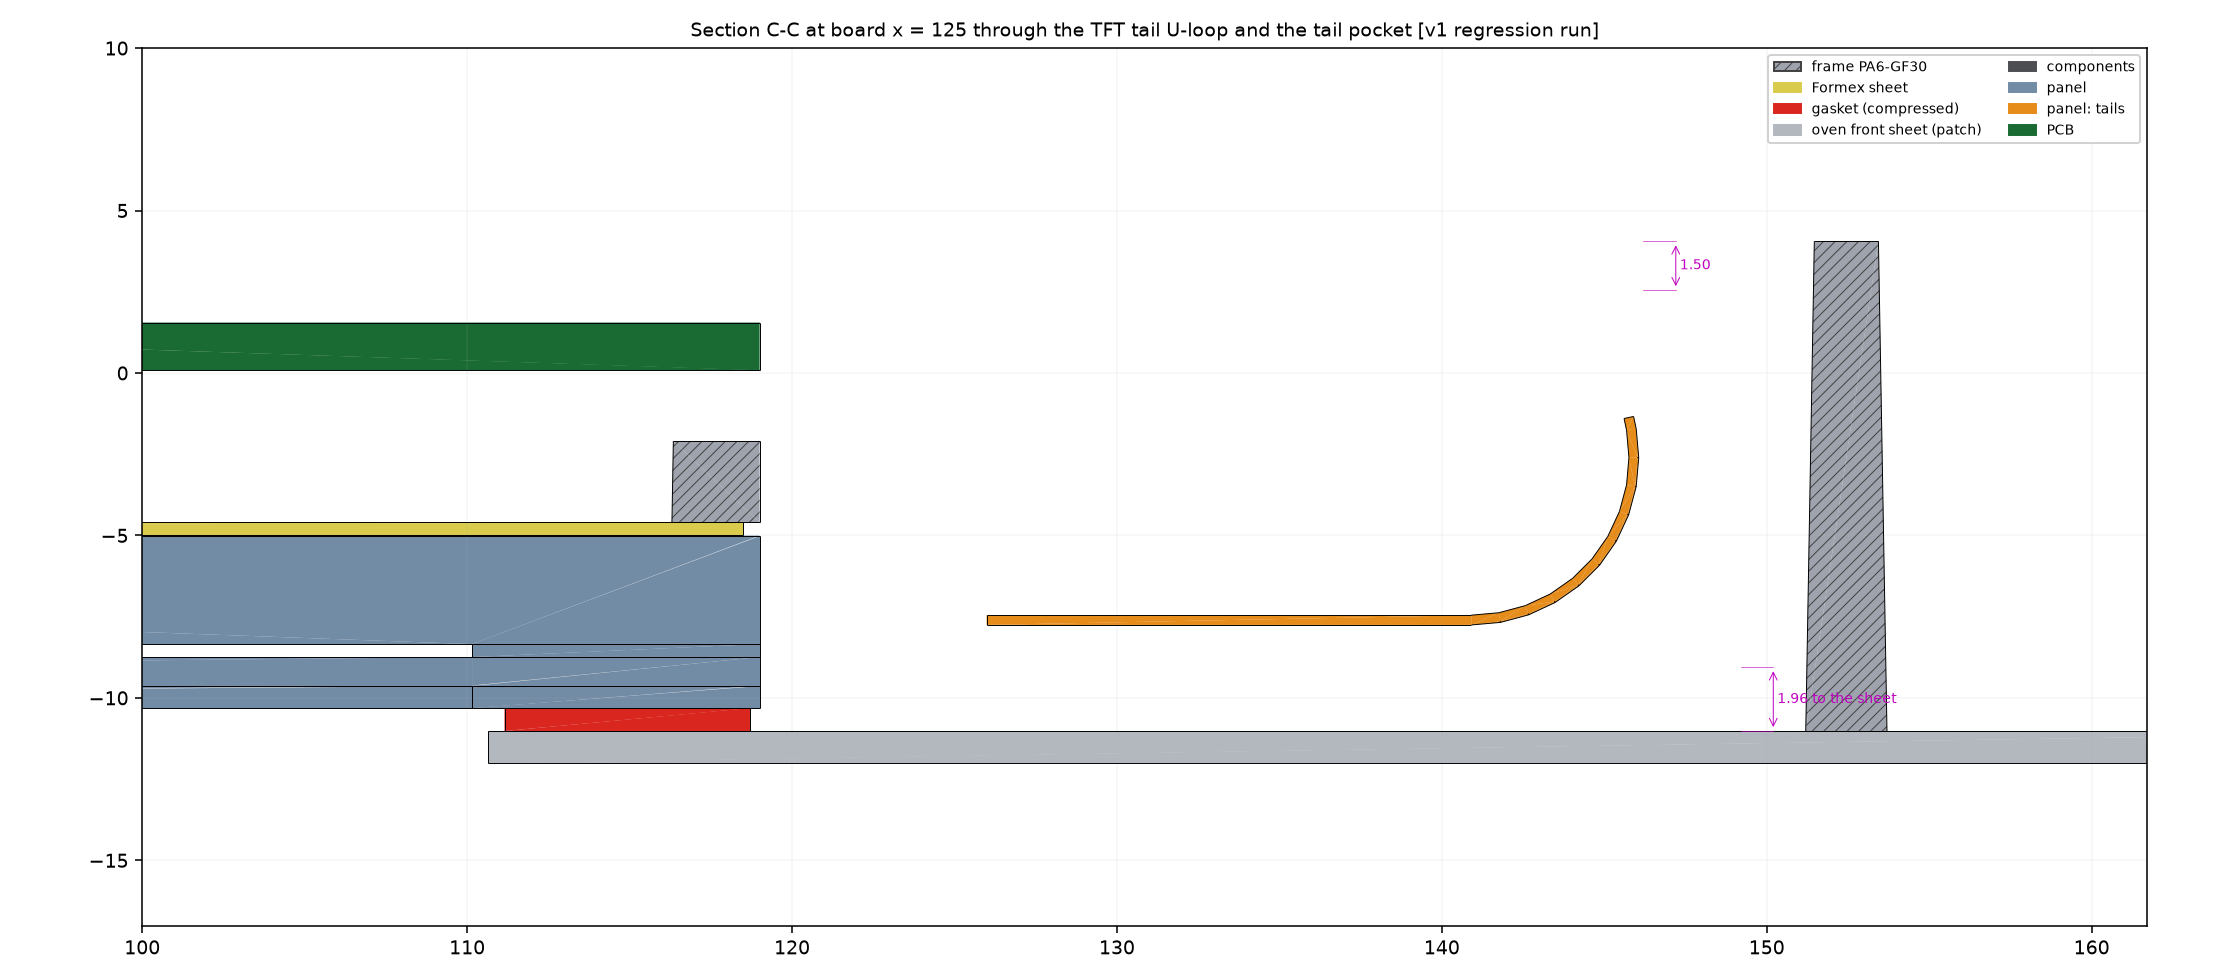 Section C-C at board x = 125 through the TFT tail U-loop and the tail pocket [v1 regression run]
frame PA6-GF30
Formex sheet
gasket (compressed)
oven front sheet (patch)
components
panel
panel: tails
PCB
10
5
0
−5
−10
−15
1.50
1.96 to the sheet
100
110
120
130
140
150
160